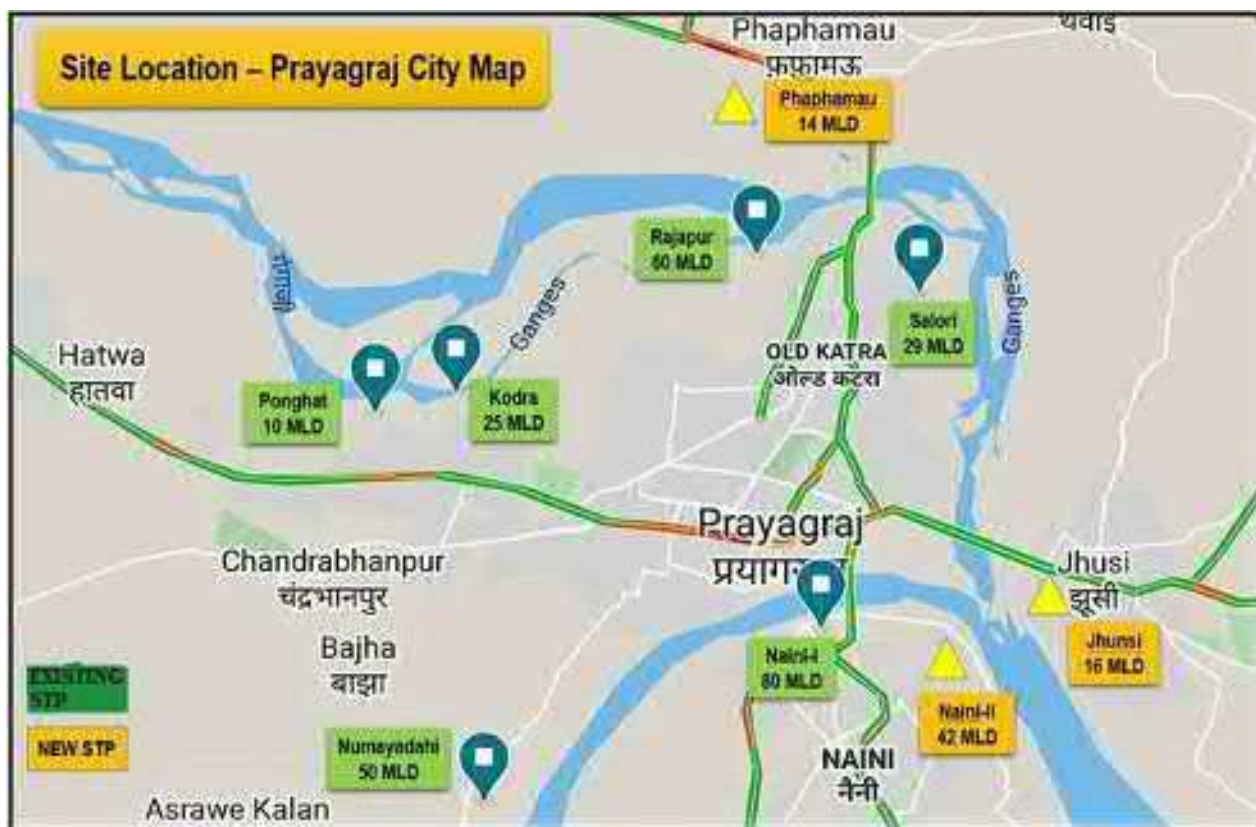 Site Location – Prayagraj City Map
Phaphamau
फ़ाफामऊ
थवाई
Phaphamau
14 MLD
Rajapur
60 MLD
Ganges
Salori
29 MLD
Ganges
OLD KATRA
ओल्ड कटरा
Hatwa
हातवा
Ponghat
10 MLD
Kodra
25 MLD
Prayagraj
Chandrabhanpur
चंद्रभानपुर
Jhusi
झूसी
Bajha
बाझा
Naini-I
80 MLD
Jhunsi
16 MLD
EXISTING
STP
NEW STP
Naini-II
42 MLD
Numayadahi
50 MLD
NAINI
नैनी
Asrawe Kalan